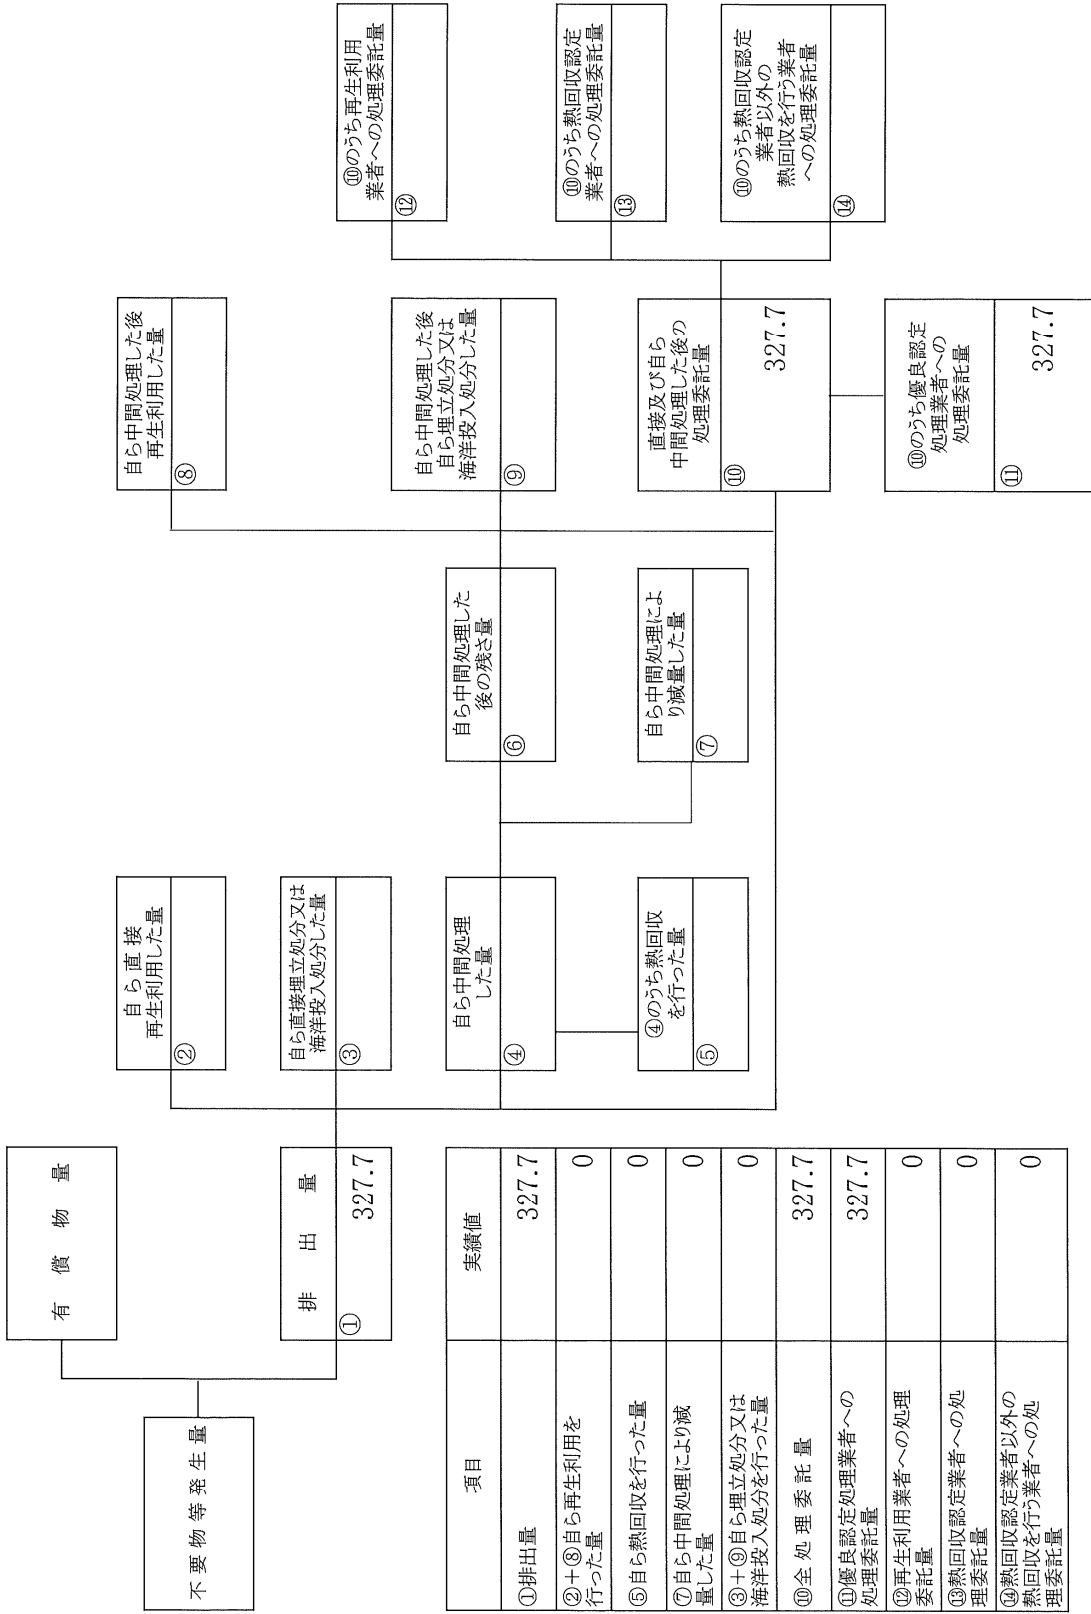 不要物等発生量
有償物量
排出量
①
327.7
自ら直接
再生利用した量
②
自ら直接埋立処分又は
海洋投入処分した量
③
自ら中間処理
した量
④
④のうち熱回収
を行った量
⑤
自ら中間処理した
後の残さ量
⑥
自ら中間処理によ
り減量した量
⑦
自ら中間処理した後
再生利用した量
⑧
自ら中間処理した後
自ら埋立処分又は
海洋投入処分した量
⑨
直接及び自ら
中間処理した後の
処理委託量
⑩
327.7
⑩のうち優良認定
処理業者への
処理委託量
⑪
327.7
⑩のうち再生利用
業者への処理委託量
⑫
⑩のうち熱回収認定
業者への処理委託量
⑬
⑩のうち熱回収認定
業者以外の
熱回収を行う業者
への処理委託量
⑭
項目 実績値
①排出量 327.7
②+⑧自ら再生利用を
行った量 0
⑤自ら熱回収を行った量 0
⑦自ら中間処理により減
量した量 0
③+⑨自ら埋立処分又は
海洋投入処分を行った量 0
⑩全処理委託量 327.7
⑪優良認定処理業者への
処理委託量 327.7
⑫再生利用業者への処理
委託量 0
⑬熱回収認定業者への処
理委託量 0
⑭熱回収認定業者以外の
熱回収を行う業者への処
理委託量 0